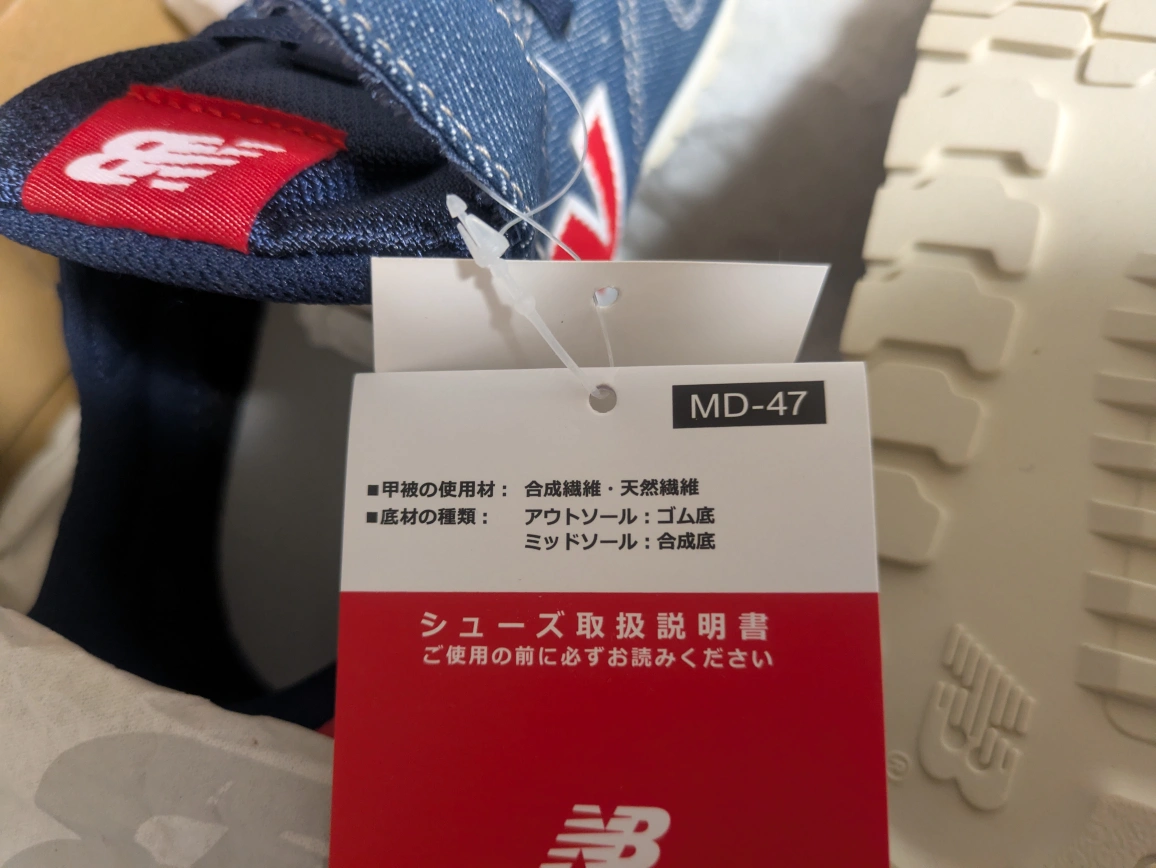 NB
MD-47
■甲被の使用材： 合成繊維・天然繊維
■底材の種類： アウトソール：ゴム底
ミッドソール：合成底
シューズ取扱説明書
ご使用の前に必ずお読みください
NB
NB
®